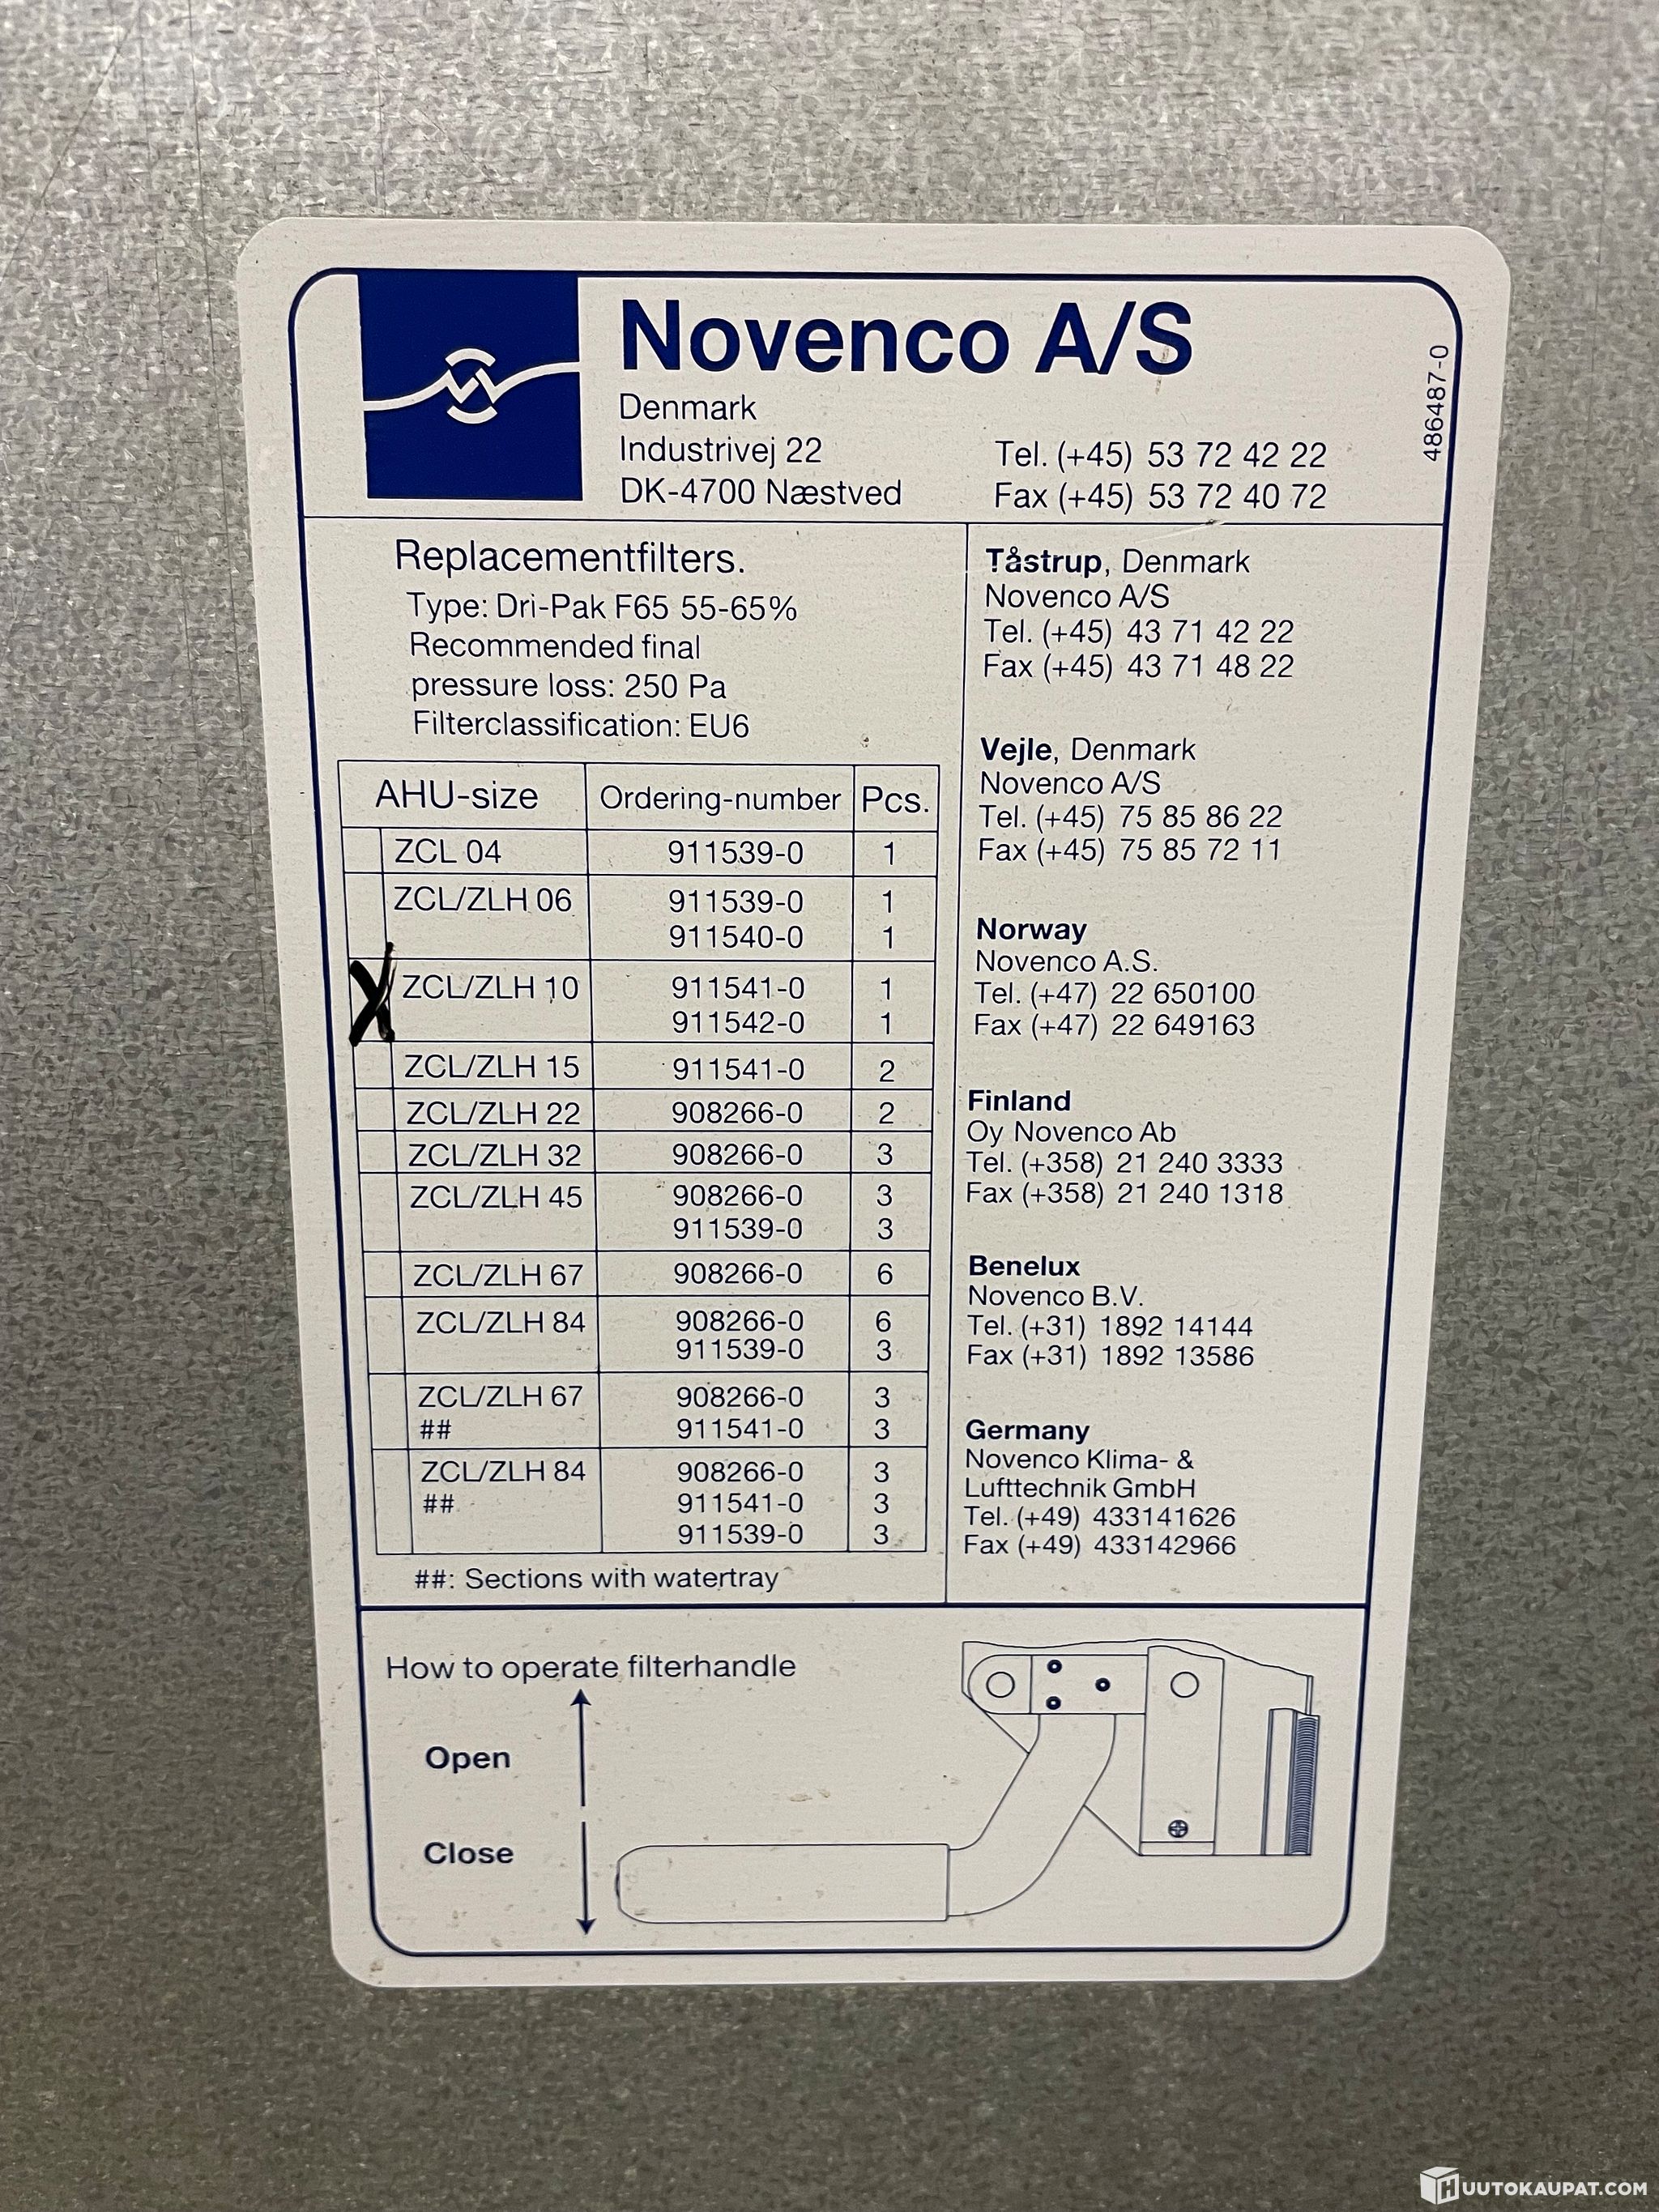 Novenco A/S
Denmark
Industrivej 22
DK-4700 Næstved
Tel. (+45) 53 72 42 22
Fax (+45) 53 72 40 72
486487-0
Replacementfilters.
Type: Dri-Pak F65 55-65%
Recommended final
pressure loss: 250 Pa
Filterclassification: EU6
AHU-size Ordering-number Pcs.
ZCL 04 911539-0 1
ZCL/ZLH 06 911539-0 1
911540-0 1
X ZCL/ZLH 10 911541-0 1
911542-0 1
ZCL/ZLH 15 911541-0 2
ZCL/ZLH 22 908266-0 2
ZCL/ZLH 32 908266-0 3
ZCL/ZLH 45 908266-0 3
911539-0 3
ZCL/ZLH 67 908266-0 6
ZCL/ZLH 84 908266-0 6
911539-0 3
ZCL/ZLH 67 908266-0 3
## 911541-0 3
ZCL/ZLH 84 908266-0 3
## 911541-0 3
911539-0 3
##: Sections with watertray
Tåstrup, Denmark
Novenco A/S
Tel. (+45) 43 71 42 22
Fax (+45) 43 71 48 22
Vejle, Denmark
Novenco A/S
Tel. (+45) 75 85 86 22
Fax (+45) 75 85 72 11
Norway
Novenco A.S.
Tel. (+47) 22 650100
Fax (+47) 22 649163
Finland
Oy Novenco Ab
Tel. (+358) 21 240 3333
Fax (+358) 21 240 1318
Benelux
Novenco B.V.
Tel. (+31) 1892 14144
Fax (+31) 1892 13586
Germany
Novenco Klima- &
Lufttechnik GmbH
Tel. (+49) 433141626
Fax (+49) 433142966
How to operate filterhandle
Open
Close
HUUTOKAUPAT.COM